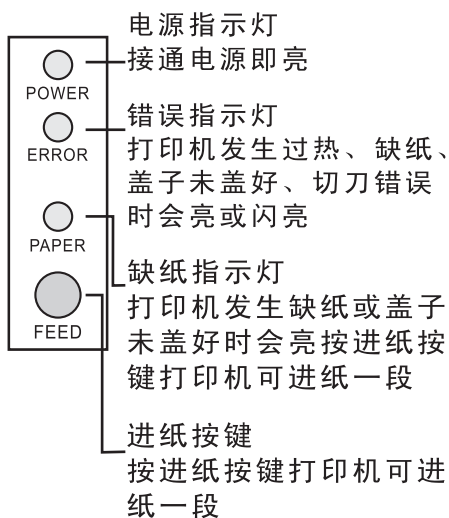 电源指示灯
接通电源即亮
POWER
错误指示灯
ERROR
打印机发生过热、缺纸、
盖子未盖好、切刀错误
时会亮或闪亮
PAPER
缺纸指示灯
打印机发生缺纸或盖子
FEED
未盖好时会亮按进纸按
键打印机可进纸一段
进纸按键
按进纸按键打印机可进
纸一段